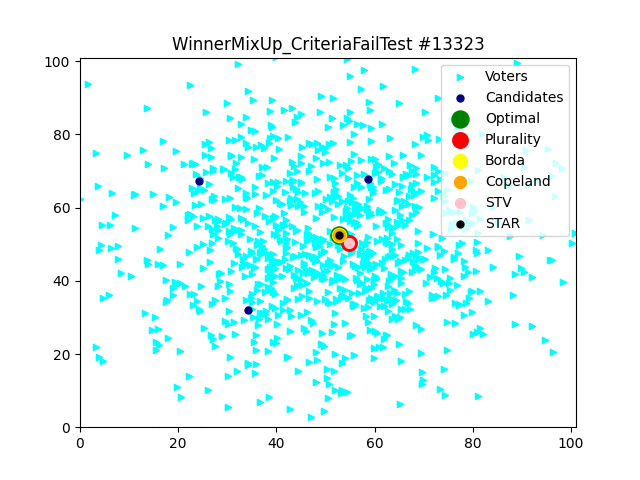 WinnerMixUp_CriteriaFailTest #13323
100
80
60
40
20
0
0
20
40
60
80
100
Voters
Candidates
Optimal
Plurality
Borda
Copeland
STV
STAR